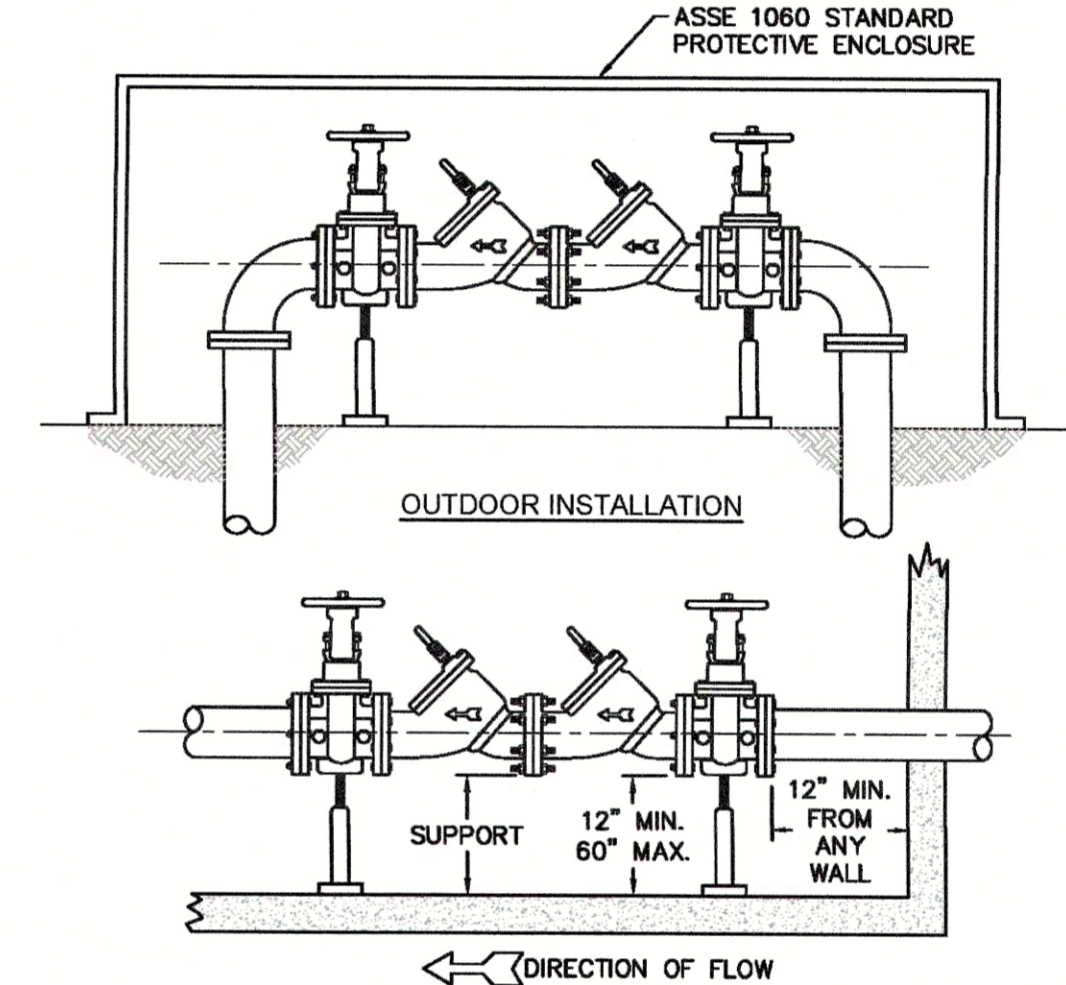 ASSE 1060 STANDARD
PROTECTIVE ENCLOSURE
OUTDOOR INSTALLATION
SUPPORT
12" MIN.
60" MAX.
12" MIN.
FROM
ANY
WALL
DIRECTION OF FLOW